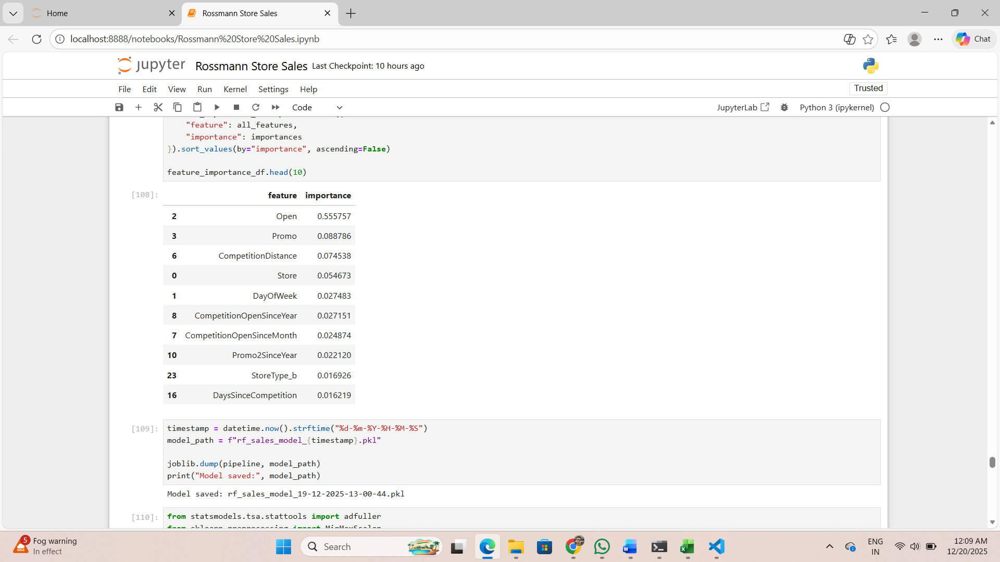 Home
Rossmann Store Sales
localhost:8888/notebooks/Rossmann%20Store%20Sales.ipynb
Chat
jupyter Rossmann Store Sales Last Checkpoint: 10 hours ago
File Edit View Run Kernel Settings Help
Trusted
Code
JupyterLab
Python 3 (ipykernel)
"feature": all_features,
"importance": importances
}).sort_values(by="importance", ascending=False)
feature_importance_df.head(10)
[108]:
feature importance
2 Open 0.555757
3 Promo 0.088786
6 CompetitionDistance 0.074538
0 Store 0.054673
1 DayOfWeek 0.027483
8 CompetitionOpenSinceYear 0.027151
7 CompetitionOpenSinceMonth 0.024874
10 Promo2SinceYear 0.022120
23 StoreType_b 0.016926
16 DaysSinceCompetition 0.016219
[109]: timestamp = datetime.now().strftime("%d-%m-%Y-%H-%M-%S")
model_path = f"rf_sales_model_{timestamp}.pkl"
joblib.dump(pipeline, model_path)
print("Model saved:", model_path)
Model saved: rf_sales_model_19-12-2025-13-00-44.pkl
[110]: from statsmodels.tsa.stattools import adfuller
from sklearn.preprocessing import MinMaxScaler
5
Fog warning
In effect
Search
ENG
IN
12:09 AM
12/20/2025